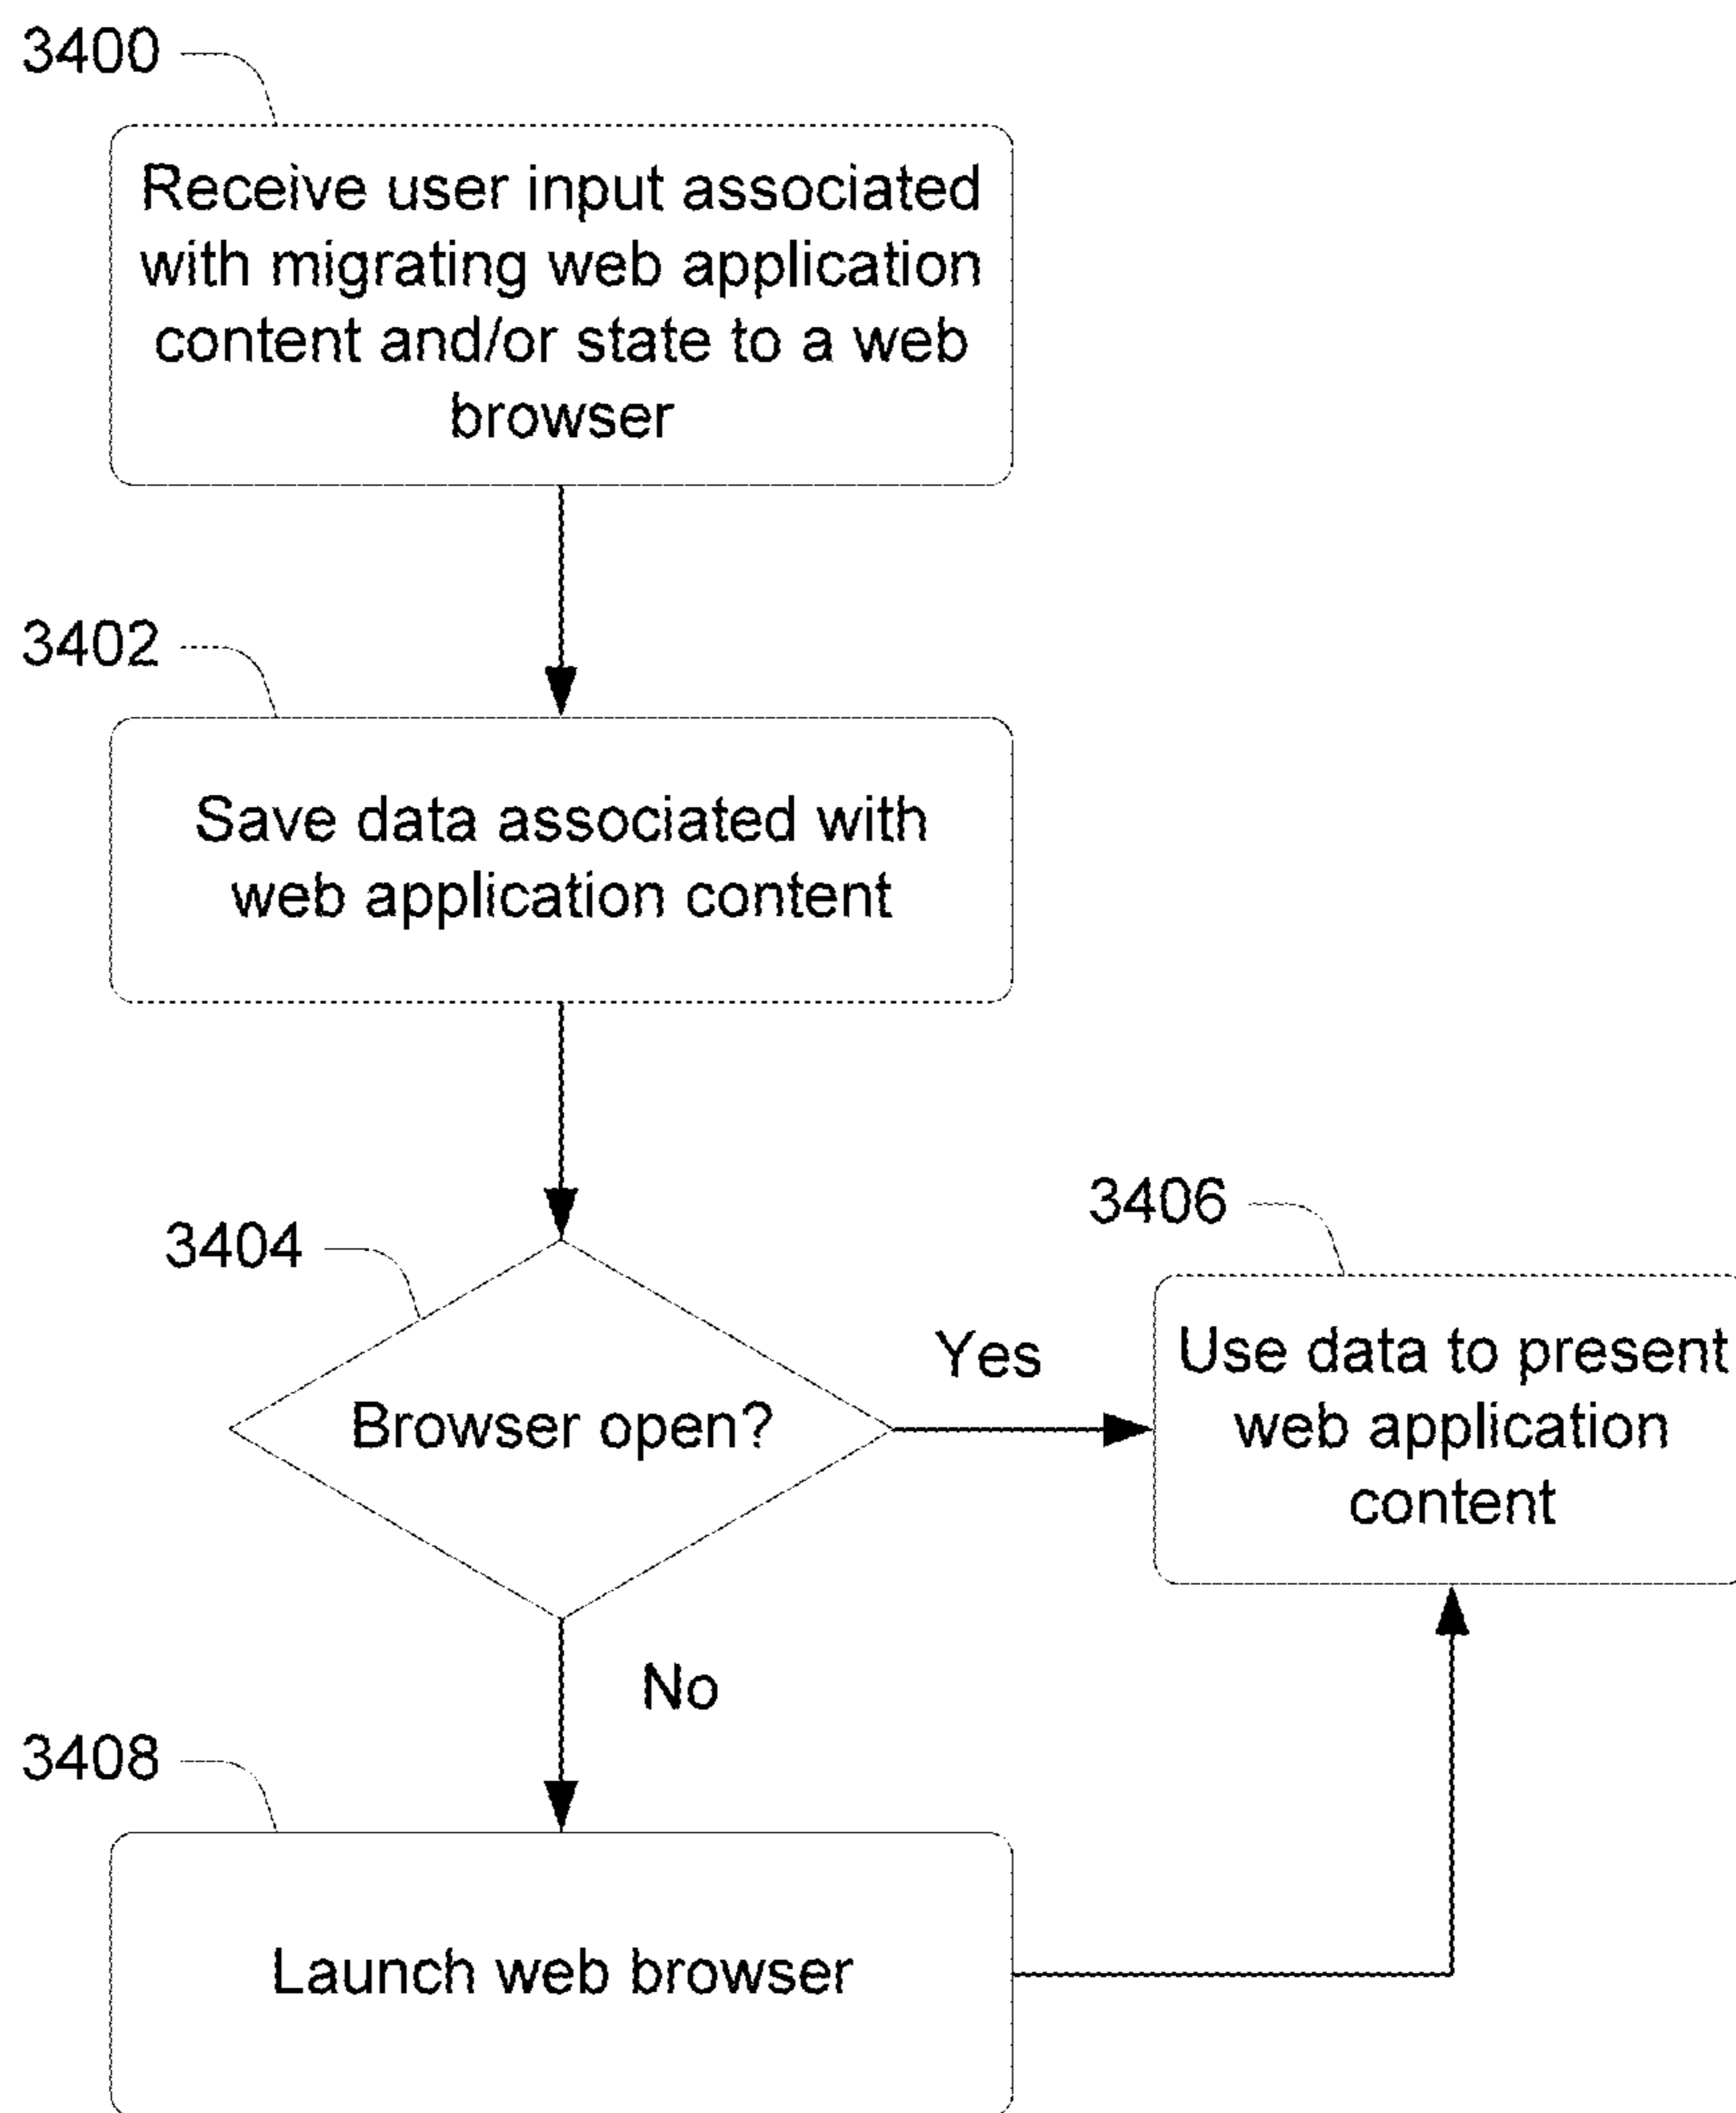 3400
Receive user input associated
with migrating web application
content and/or state to a web
browser
3402
Save data associated with
web application content
3404
Browser open?
Yes
3406
Use data to present
web application
content
No
3408
Launch web browser